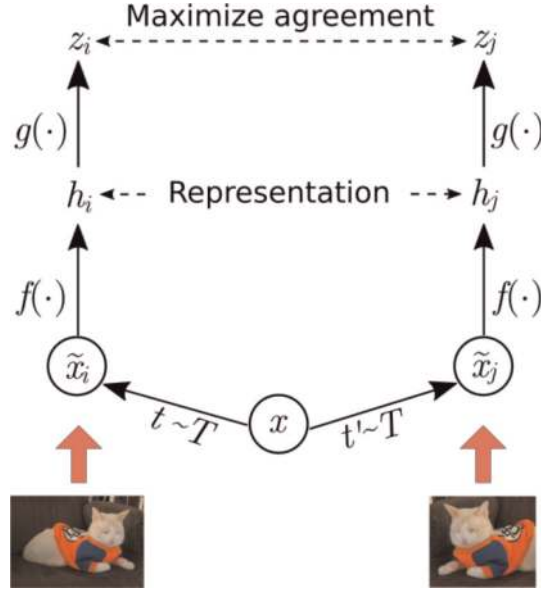 Maximize agreement
z_i z_j
g(·) g(·)
h_i Representation h_j
f(·) f(·)
x̃_i x̃_j
t ~T x t'~T